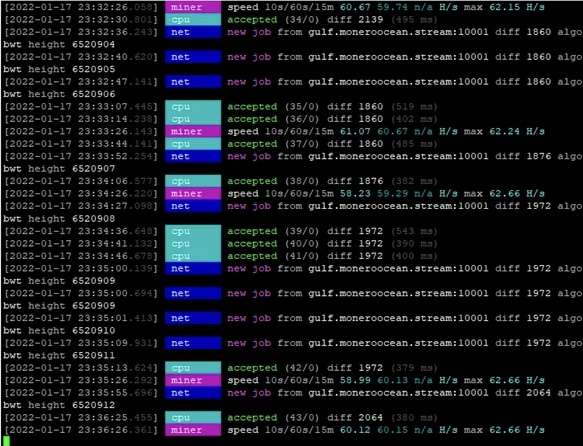 [2022-01-17 23:32:26.058] miner speed 10s/60s/15m 60.67 59.74 n/a H/s max 62.15 H/s
[2022-01-17 23:32:30.801] cpu accepted (34/0) diff 2139 (495 ms)
[2022-01-17 23:32:36.243] net new job from gulf.moneroocean.stream:10001 diff 1860 algo
bwt height 6520904
[2022-01-17 23:32:40.620] net new job from gulf.moneroocean.stream:10001 diff 1860 algo
bwt height 6520905
[2022-01-17 23:32:47.141] net new job from gulf.moneroocean.stream:10001 diff 1860 algo
bwt height 6520906
[2022-01-17 23:33:07.445] cpu accepted (35/0) diff 1860 (519 ms)
[2022-01-17 23:33:14.238] cpu accepted (36/0) diff 1860 (402 ms)
[2022-01-17 23:33:26.143] miner speed 10s/60s/15m 61.07 60.67 n/a H/s max 62.24 H/s
[2022-01-17 23:33:44.141] cpu accepted (37/0) diff 1860 (485 ms)
[2022-01-17 23:33:52.254] net new job from gulf.moneroocean.stream:10001 diff 1876 algo
bwt height 6520907
[2022-01-17 23:34:06.577] cpu accepted (38/0) diff 1876 (382 ms)
[2022-01-17 23:34:26.220] miner speed 10s/60s/15m 58.23 59.29 n/a H/s max 62.66 H/s
[2022-01-17 23:34:27.098] net new job from gulf.moneroocean.stream:10001 diff 1972 algo
bwt height 6520908
[2022-01-17 23:34:36.648] cpu accepted (39/0) diff 1972 (543 ms)
[2022-01-17 23:34:41.132] cpu accepted (40/0) diff 1972 (390 ms)
[2022-01-17 23:34:46.678] cpu accepted (41/0) diff 1972 (400 ms)
[2022-01-17 23:35:00.139] net new job from gulf.moneroocean.stream:10001 diff 1972 algo
bwt height 6520909
[2022-01-17 23:35:00.694] net new job from gulf.moneroocean.stream:10001 diff 1972 algo
bwt height 6520909
[2022-01-17 23:35:01.413] net new job from gulf.moneroocean.stream:10001 diff 1972 algo
bwt height 6520910
[2022-01-17 23:35:09.931] net new job from gulf.moneroocean.stream:10001 diff 1972 algo
bwt height 6520911
[2022-01-17 23:35:13.624] cpu accepted (42/0) diff 1972 (379 ms)
[2022-01-17 23:35:26.292] miner speed 10s/60s/15m 58.99 60.13 n/a H/s max 62.66 H/s
[2022-01-17 23:35:55.696] net new job from gulf.moneroocean.stream:10001 diff 2064 algo
bwt height 6520912
[2022-01-17 23:36:25.455] cpu accepted (43/0) diff 2064 (380 ms)
[2022-01-17 23:36:26.361] miner speed 10s/60s/15m 60.12 60.15 n/a H/s max 62.66 H/s